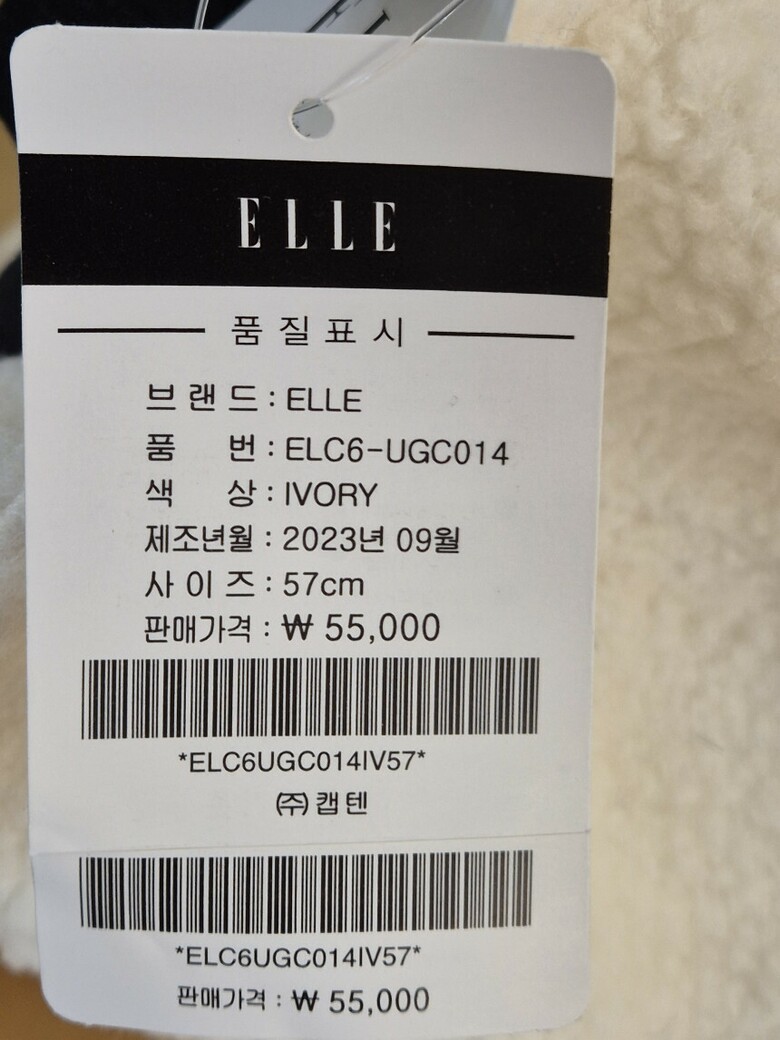 ELLE
품질표시
브랜드 : ELLE
품 번 : ELC6-UGC014
색 상 : IVORY
제조년월 : 2023년 09월
사이즈 : 57cm
판매가격 : ₩ 55,000
*ELC6UGC014IV57*
㈜캡텐
*ELC6UGC014IV57*
판매가격 : ₩ 55,000